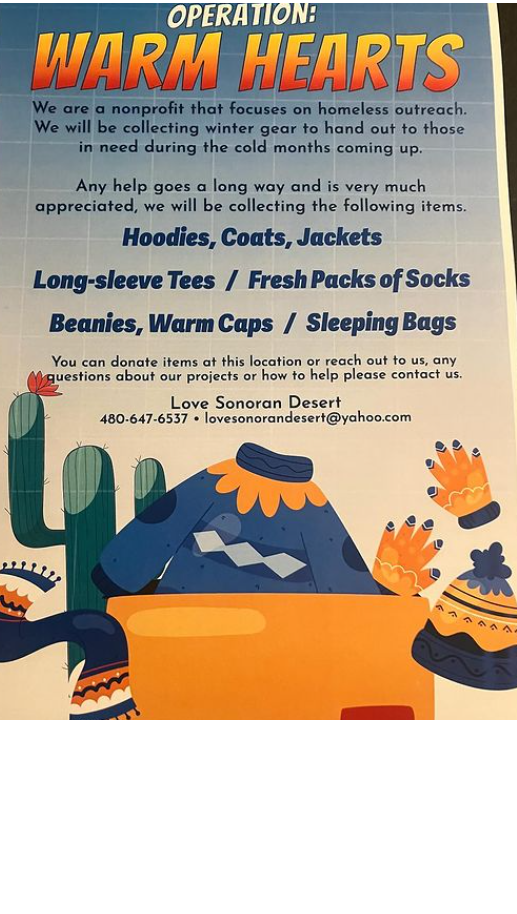 OPERATION:
WARM HEARTS
We are a nonprofit that focuses on homeless outreach.
We will be collecting winter gear to hand out to those
in need during the cold months coming up.
Any help goes a long way and is very much
appreciated, we will be collecting the following items.
Hoodies, Coats, Jackets
Long-sleeve Tees / Fresh Packs of Socks
Beanies, Warm Caps / Sleeping Bags
You can donate items at this location or reach out to us, any
questions about our projects or how to help please contact us.
Love Sonoran Desert
480-647-6537 • lovesonorandesert@yahoo.com